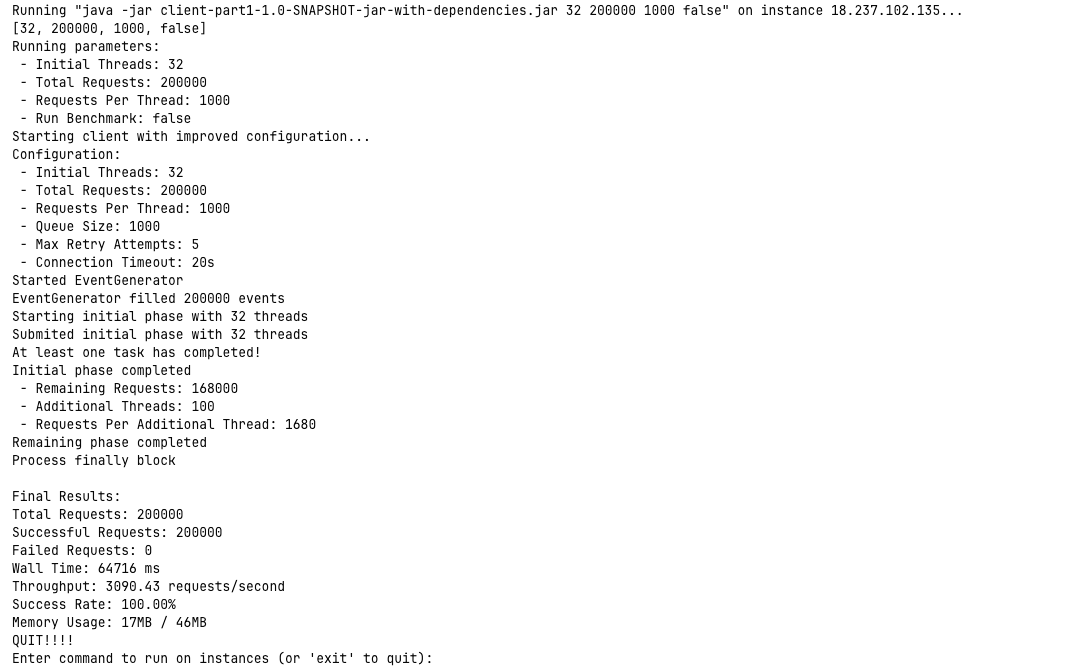 Running "java -jar client-part1-1.0-SNAPSHOT-jar-with-dependencies.jar 32 200000 1000 false" on instance 18.237.102.135...
[32, 200000, 1000, false]
Running parameters:
 - Initial Threads: 32
 - Total Requests: 200000
 - Requests Per Thread: 1000
 - Run Benchmark: false
Starting client with improved configuration...
Configuration:
 - Initial Threads: 32
 - Total Requests: 200000
 - Requests Per Thread: 1000
 - Queue Size: 1000
 - Max Retry Attempts: 5
 - Connection Timeout: 20s
Started EventGenerator
EventGenerator filled 200000 events
Starting initial phase with 32 threads
Submited initial phase with 32 threads
At least one task has completed!
Initial phase completed
 - Remaining Requests: 168000
 - Additional Threads: 100
 - Requests Per Additional Thread: 1680
Remaining phase completed
Process finally block

Final Results:
Total Requests: 200000
Successful Requests: 200000
Failed Requests: 0
Wall Time: 64716 ms
Throughput: 3090.43 requests/second
Success Rate: 100.00%
Memory Usage: 17MB / 46MB
QUIT!!!!
Enter command to run on instances (or 'exit' to quit):